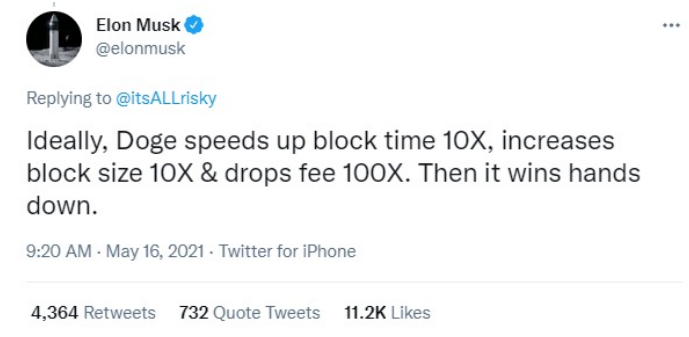 Elon Musk
@elonmusk
Replying to @itsALLrisky
Ideally, Doge speeds up block time 10X, increases
block size 10X & drops fee 100X. Then it wins hands
down.
9:20 AM · May 16, 2021 · Twitter for iPhone
4,364 Retweets 732 Quote Tweets 11.2K Likes